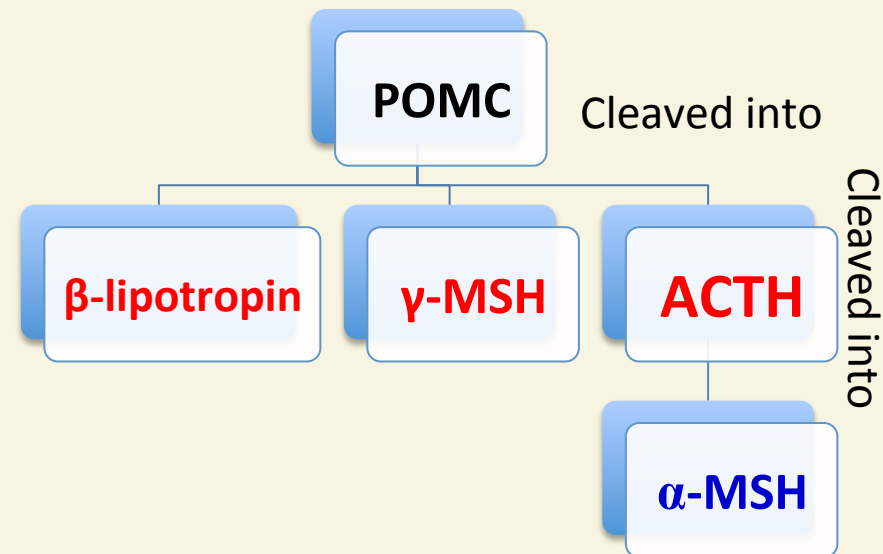 POMC
Cleaved into
β-lipotropin
γ-MSH
ACTH
Cleaved into
α-MSH